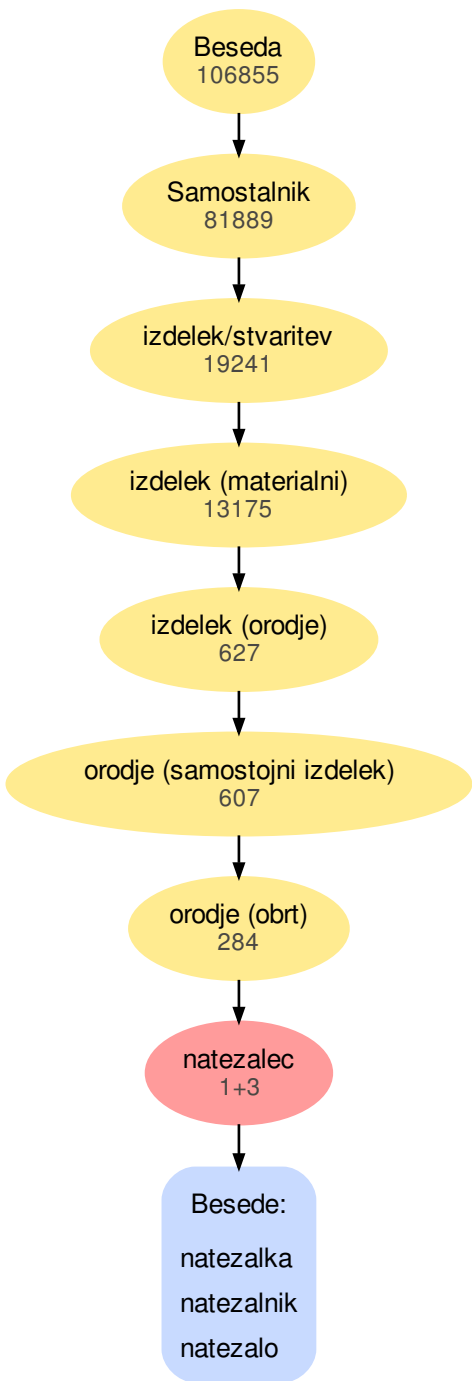 Beseda
106855
Samostalnik
81889
izdelek/stvaritev
19241
izdelek (materialni)
13175
izdelek (orodje)
627
orodje (samostojni izdelek)
607
orodje (obrt)
284
natezalec
1+3
Besede:
natezalka
natezalnik
natezalo